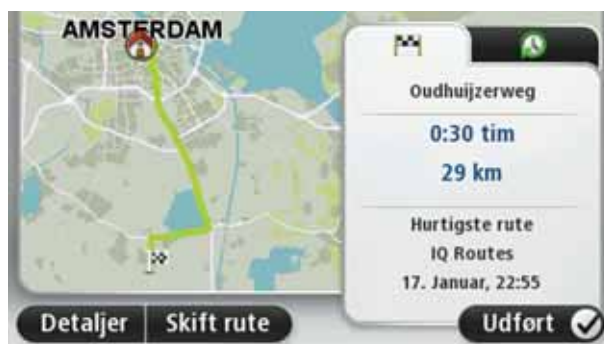 AMSTERDAM
Oudhuijzerweg
0:30 tim
29 km
Hurtigste rute
IQ Routes
17. Januar, 22:55
Detaljer
Skift rute
Udført